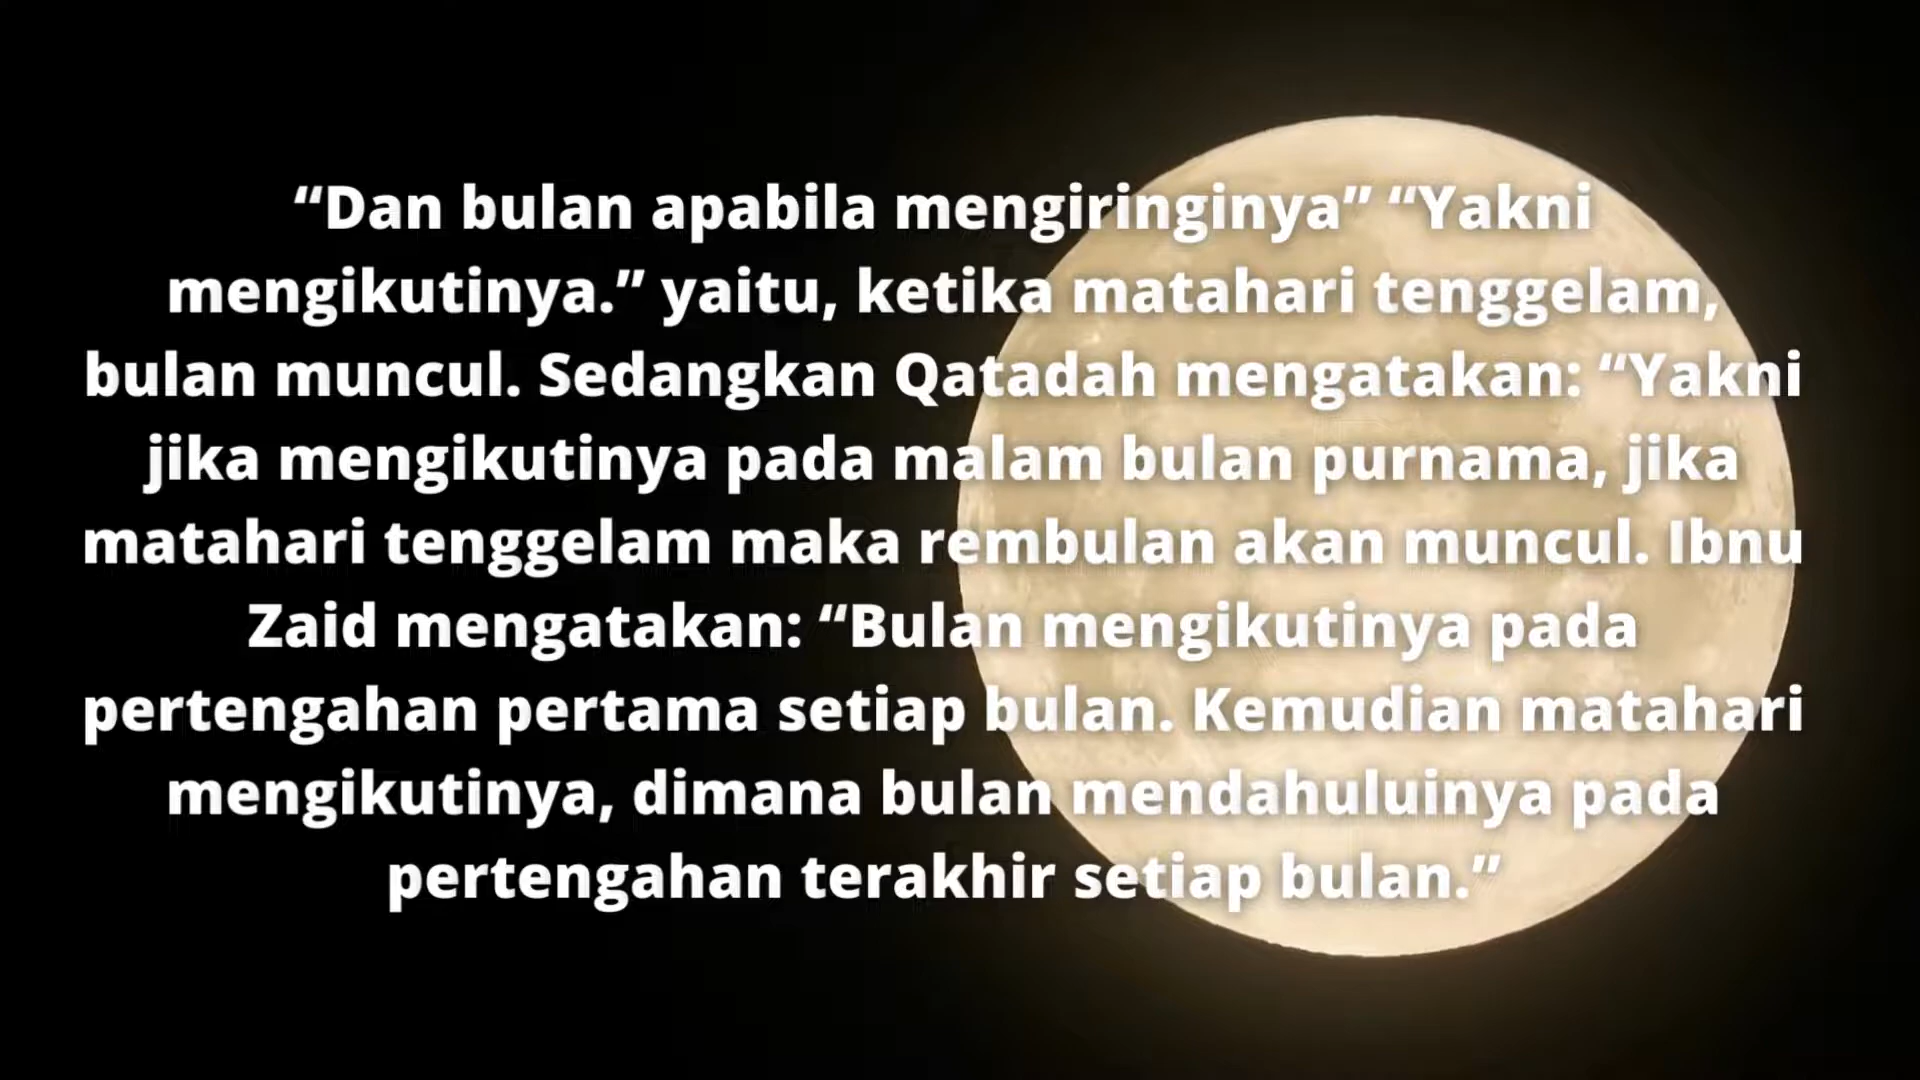 “Dan bulan apabila mengiringinya” “Yakni
mengikutinya.” yaitu, ketika matahari tenggelam,
bulan muncul. Sedangkan Qatadah mengatakan: “Yakni
jika mengikutinya pada malam bulan purnama, jika
matahari tenggelam maka rembulan akan muncul. Ibnu
Zaid mengatakan: “Bulan mengikutinya pada
pertengahan pertama setiap bulan. Kemudian matahari
mengikutinya, dimana bulan mendahuluinya pada
pertengahan terakhir setiap bulan.”